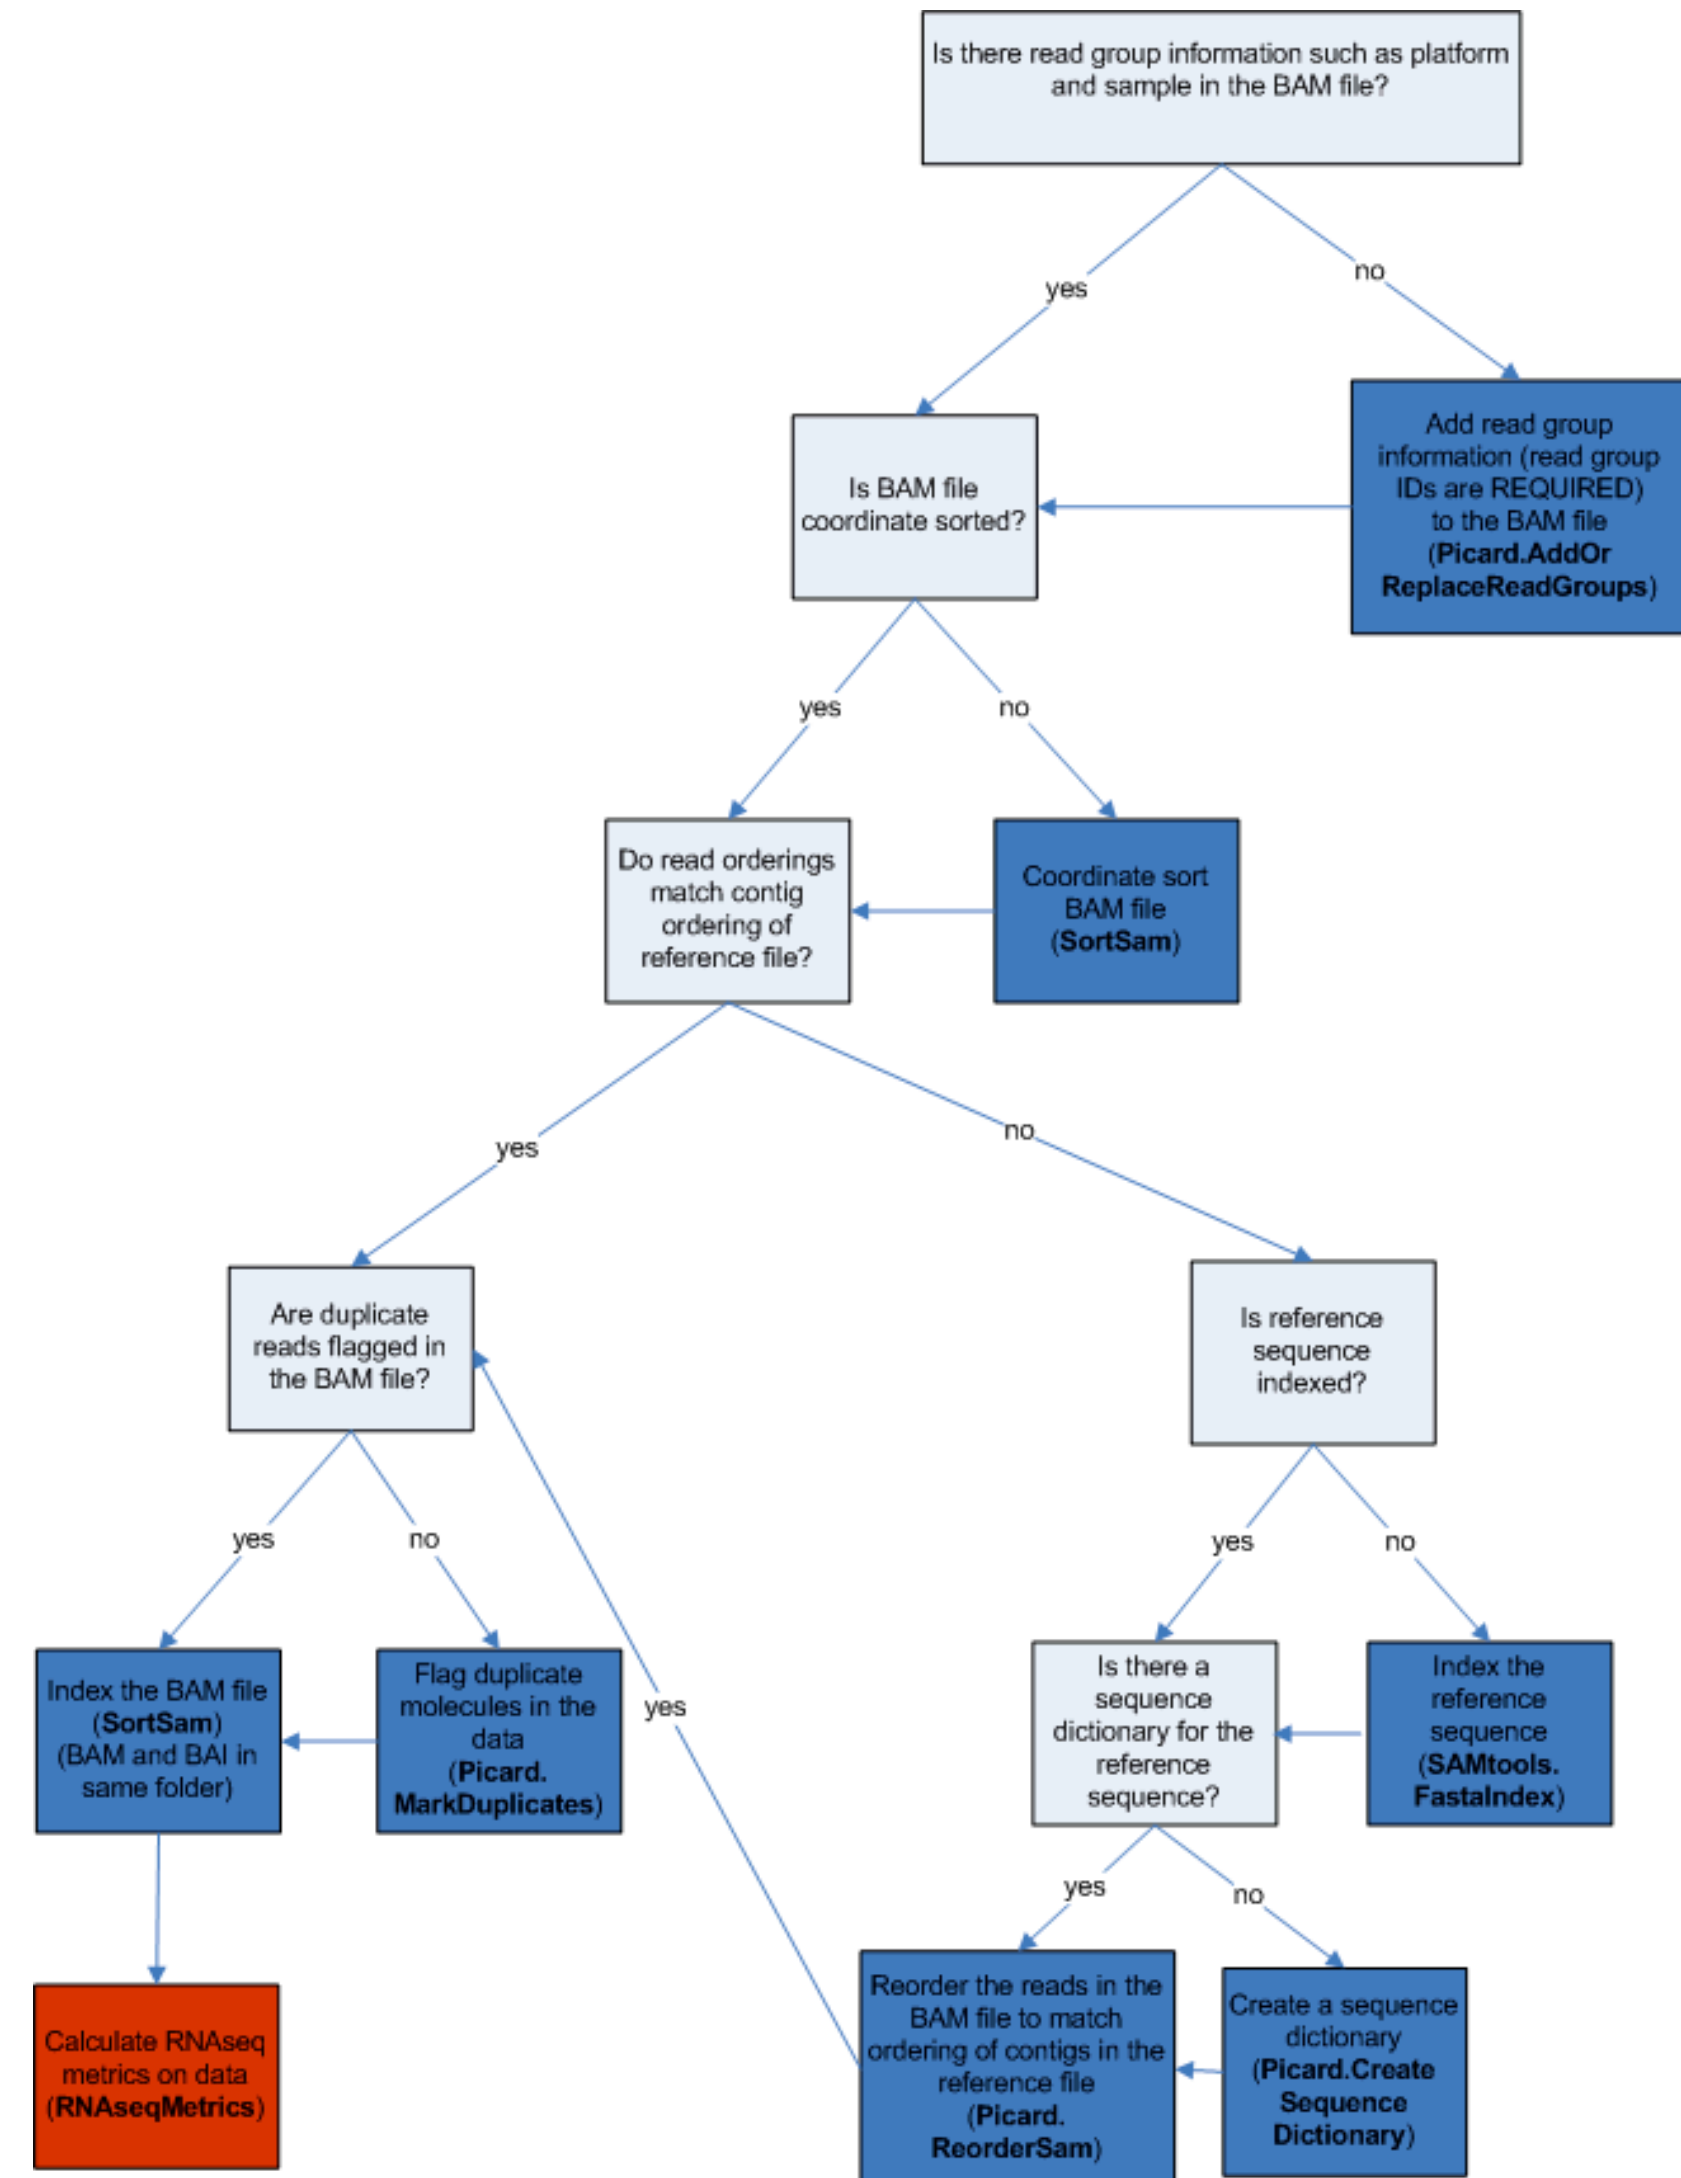 Is there read group information such as platform
and sample in the BAM file?
yes
no
Is BAM file
coordinate sorted?
Add read group
information (read group
IDs are REQUIRED)
to the BAM file
(Picard.AddOr
ReplaceReadGroups)
yes
no
Do read orderings
match contig
ordering of
reference file?
Coordinate sort
BAM file
(SortSam)
yes
no
Are duplicate
reads flagged in
the BAM file?
Is reference
sequence
indexed?
yes
no
yes
no
Index the BAM file
(SortSam)
(BAM and BAI in
same folder)
Flag duplicate
molecules in the
data
(Picard.
MarkDuplicates)
yes
Is there a
sequence
dictionary for the
reference
sequence?
Index the
reference
sequence
(SAMtools.
FastaIndex)
yes
no
Calculate RNAseq
metrics on data
(RNAseqMetrics)
Reorder the reads in the
BAM file to match
ordering of contigs in the
reference file
(Picard.
ReorderSam)
Create a sequence
dictionary
(Picard.Create
Sequence
Dictionary)